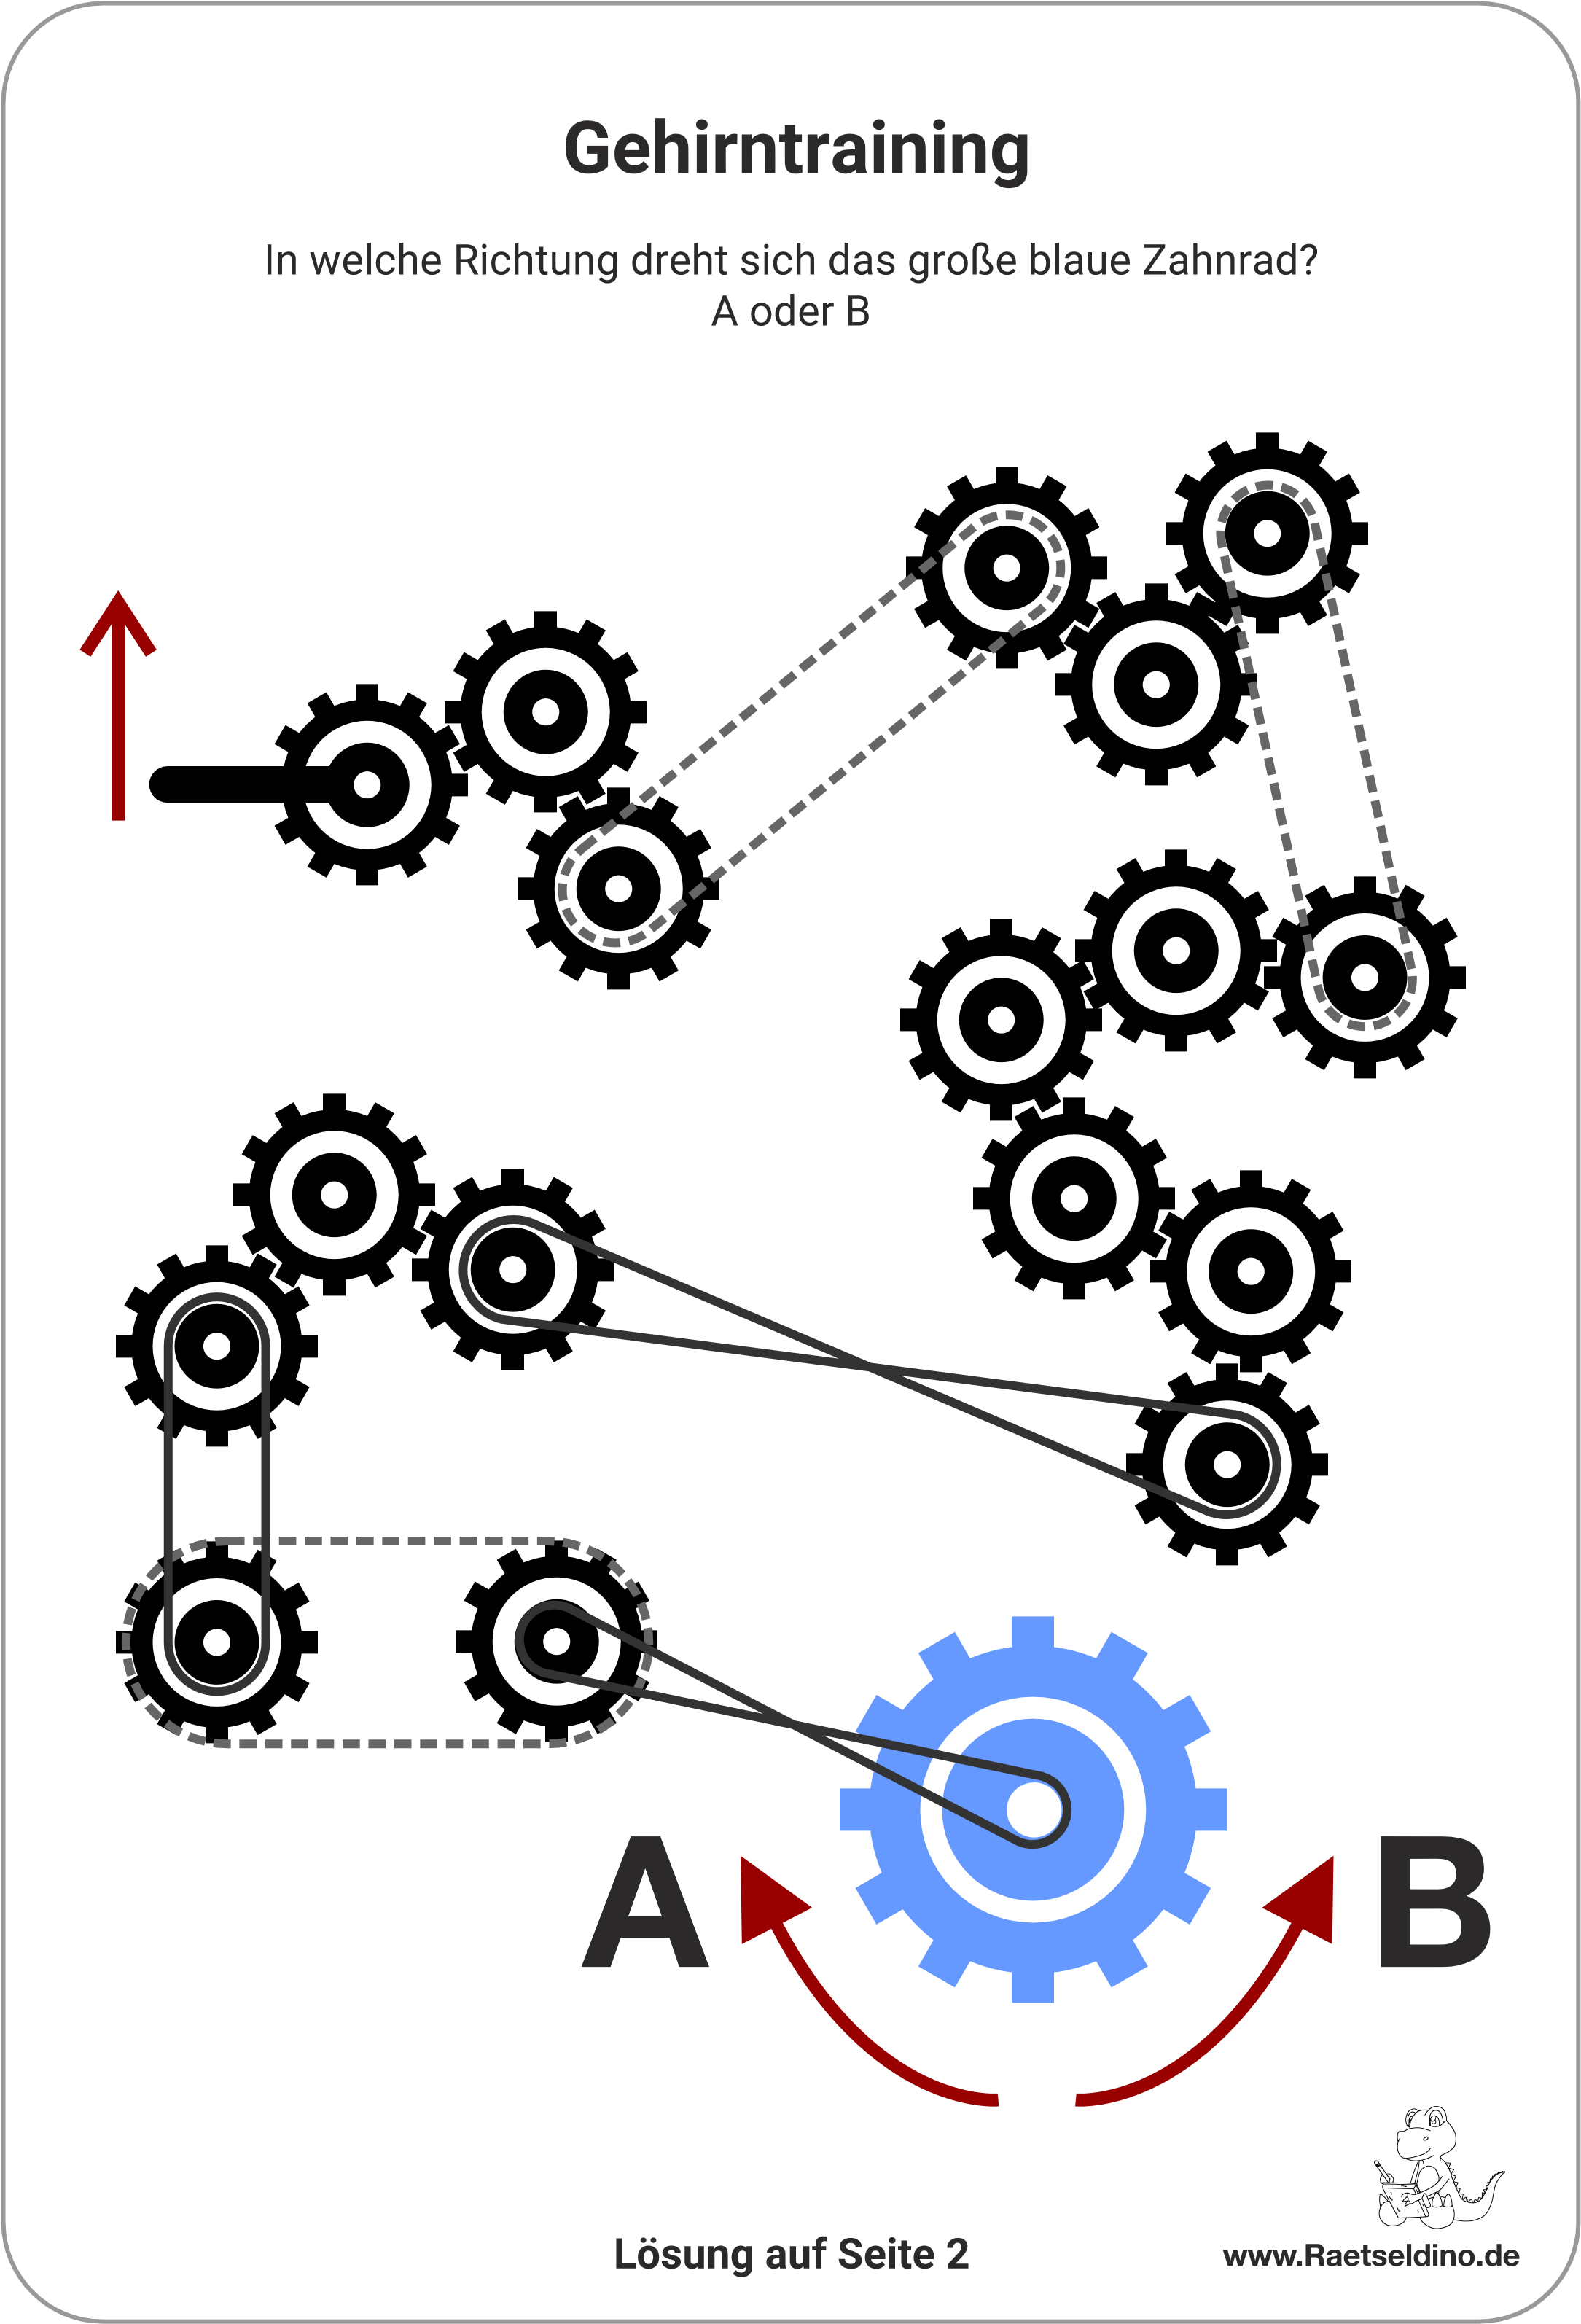 Gehirntraining
In welche Richtung dreht sich das große blaue Zahnrad?
A oder B
A
B
Lösung auf Seite 2
www.Raetseldino.de